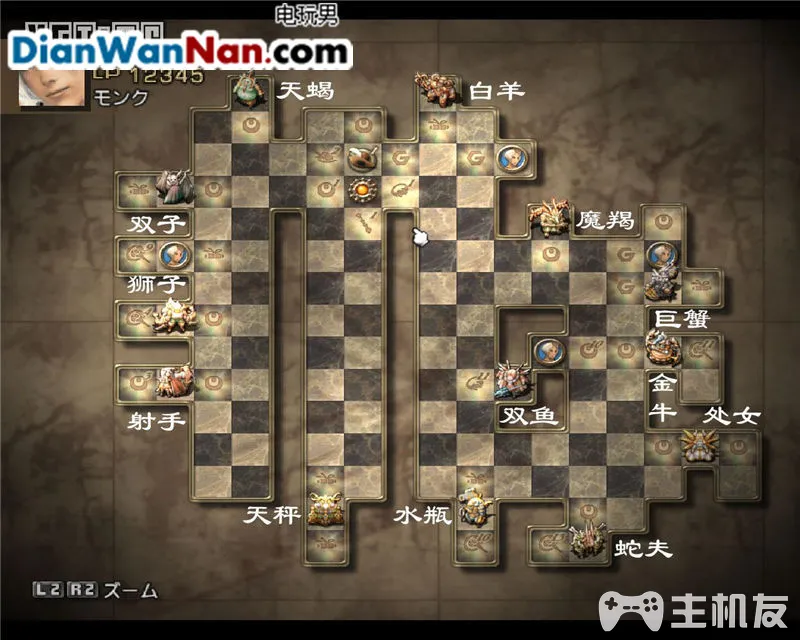 电玩男
DianWanNan.com
LP 12345
モンク
天蝎
白羊
双子
魔羯
狮子
巨蟹
金牛
射手
双鱼
处女
天秤
水瓶
蛇夫
L2 R2 ズーム
主机友